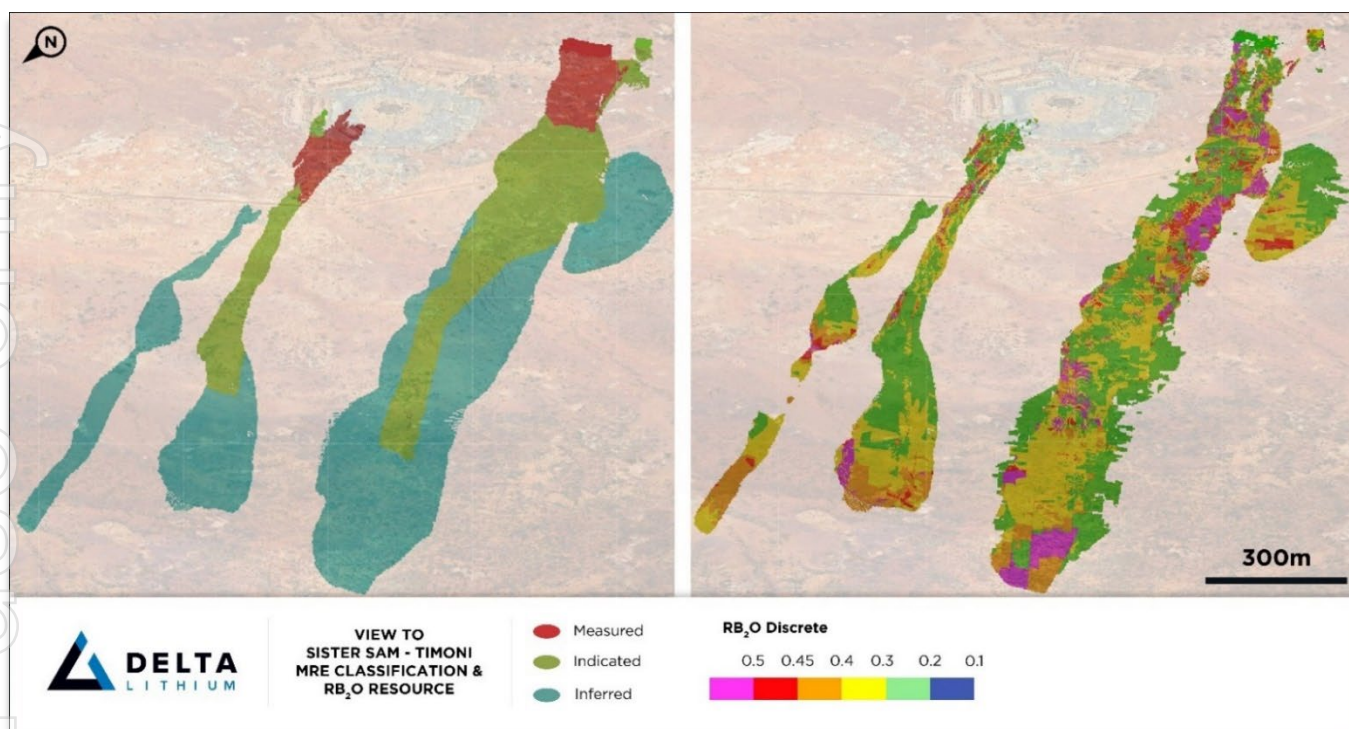 N
300m
DELTA
LITHIUM
VIEW TO
SISTER SAM - TIMONI
MRE CLASSIFICATION &
RB₂O RESOURCE
Measured
Indicated
Inferred
RB₂O Discrete
0.5 0.45 0.4 0.3 0.2 0.1